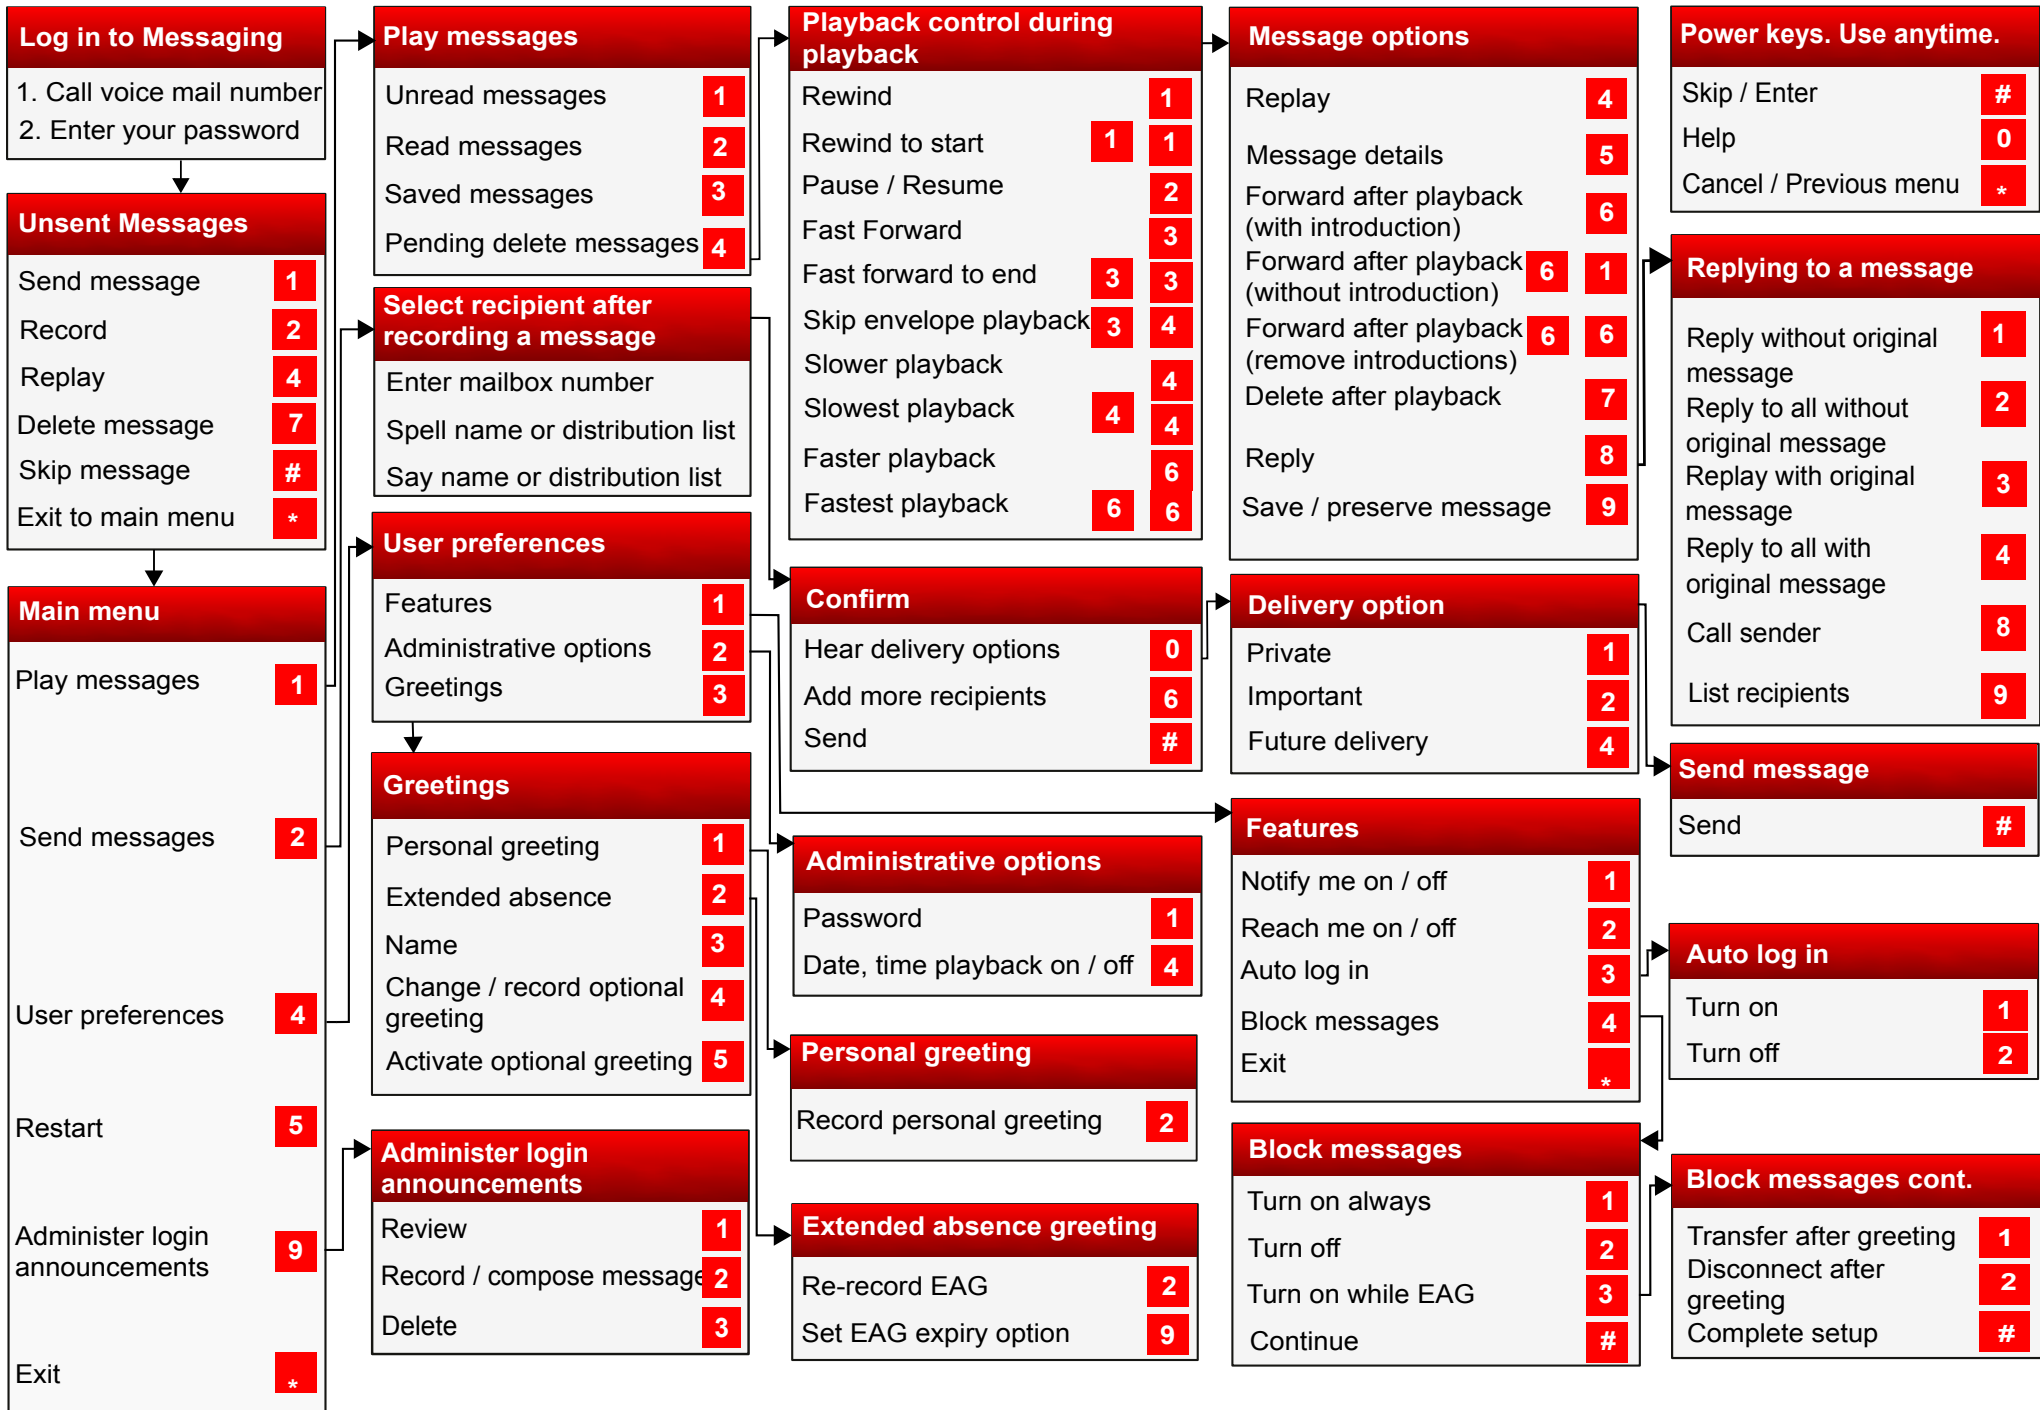 Log in to Messaging
1. Call voice mail number
2. Enter your password
Unsent Messages
Send message 1
Record 2
Replay 4
Delete message 7
Skip message #
Exit to main menu *
Main menu
Play messages 1
Send messages 2
User preferences 4
Restart 5
Administer login
announcements 9
Exit *
Play messages
Unread messages 1
Read messages 2
Saved messages 3
Pending delete messages 4
Select recipient after
recording a message
Enter mailbox number
Spell name or distribution list
Say name or distribution list
User preferences
Features 1
Administrative options 2
Greetings 3
Greetings
Personal greeting 1
Extended absence 2
Name 3
Change / record optional
greeting 4
Activate optional greeting 5
Administer login
announcements
Review 1
Record / compose message 2
Delete 3
Playback control during
playback
Rewind 1
Rewind to start 1 1
Pause / Resume 2
Fast Forward 3
Fast forward to end 3 3
Skip envelope playback 3 4
Slower playback 4
Slowest playback 4 4
Faster playback 6
Fastest playback 6 6
Confirm
Hear delivery options 0
Add more recipients 6
Send #
Administrative options
Password 1
Date, time playback on / off 4
Personal greeting
Record personal greeting 2
Extended absence greeting
Re-record EAG 2
Set EAG expiry option 9
Message options
Replay 4
Message details 5
Forward after playback
(with introduction) 6
Forward after playback
(without introduction) 6 1
Forward after playback
(remove introductions) 6 6
Delete after playback 7
Reply 8
Save / preserve message 9
Delivery option
Private 1
Important 2
Future delivery 4
Features
Notify me on / off 1
Reach me on / off 2
Auto log in 3
Block messages 4
Exit *
Block messages
Turn on always 1
Turn off 2
Turn on while EAG 3
Continue #
Power keys. Use anytime.
Skip / Enter #
Help 0
Cancel / Previous menu *
Replying to a message
Reply without original 1
message
Reply to all without 2
original message
Replay with original 3
message
Reply to all with 4
original message
Call sender 8
List recipients 9
Send message
Send #
Auto log in
Turn on 1
Turn off 2
Block messages cont.
Transfer after greeting 1
Disconnect after
greeting 2
Complete setup #